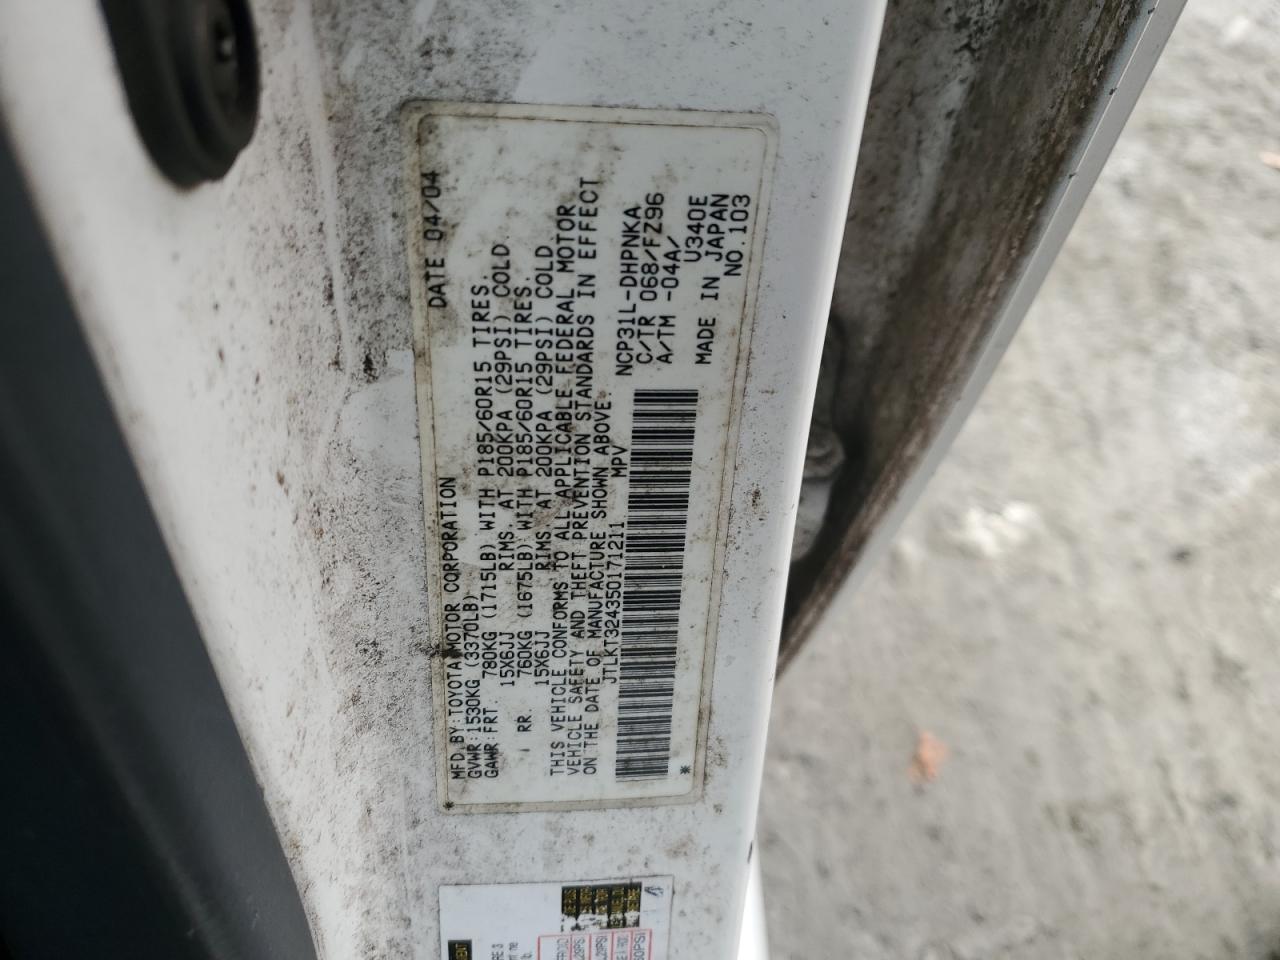 MFD BY:TOYOTA MOTOR CORPORATION DATE 04/04
GVWR:1530KG (3370LB)
GAWR:FRT. 780KG (1715LB) WITH P185/60R15 TIRES.
15X6JJ RIMS, AT 200KPA (29PSI) COLD.
RR. 760KG (1675LB) WITH P185/60R15 TIRES.
15X6JJ RIMS AT 200KPA (29PSI) COLD
THIS VEHICLE CONFORMS TO ALL APPLICABLE FEDERAL MOTOR
VEHICLE SAFETY AND THEFT PREVENTION STANDARDS IN EFFECT
ON THE DATE OF MANUFACTURE SHOWN ABOVE.
JTLKT324350171211 MPV
NCP31L-DHPNKA
C/TR 068/FZ96
A/TM -04A/
U340E
MADE IN JAPAN
NO.103